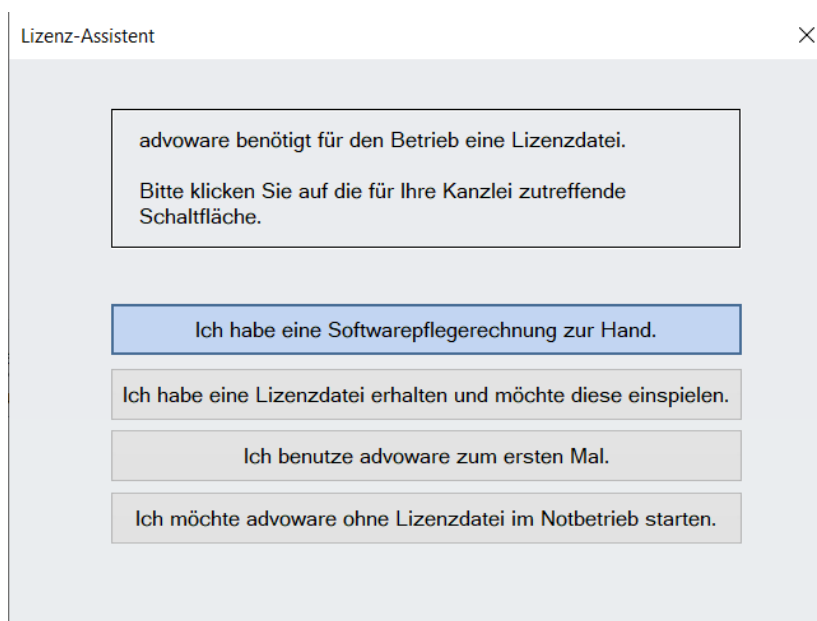 Lizenz-Assistent
advoware benötigt für den Betrieb eine Lizenzdatei.
Bitte klicken Sie auf die für Ihre Kanzlei zutreffende
Schaltfläche.
Ich habe eine Softwarepflegerechnung zur Hand.
Ich habe eine Lizenzdatei erhalten und möchte diese einspielen.
Ich benutze advoware zum ersten Mal.
Ich möchte advoware ohne Lizenzdatei im Notbetrieb starten.